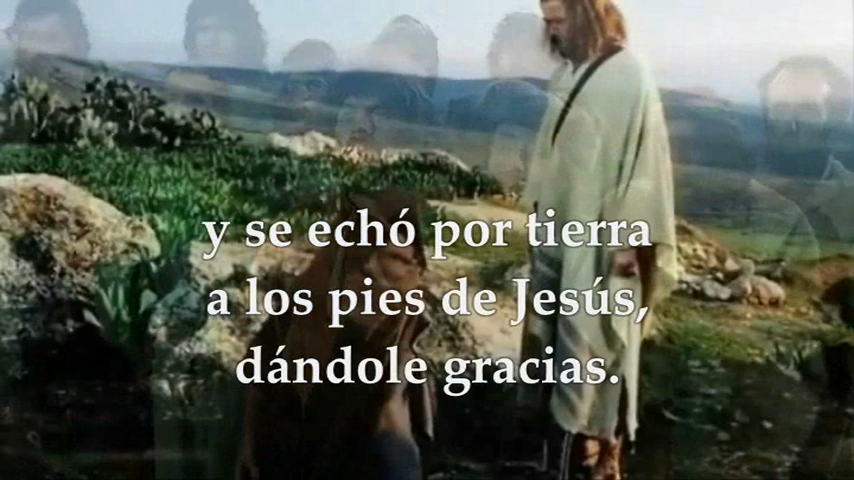 y se echó por tierra
a los pies de Jesús,
dándole gracias.